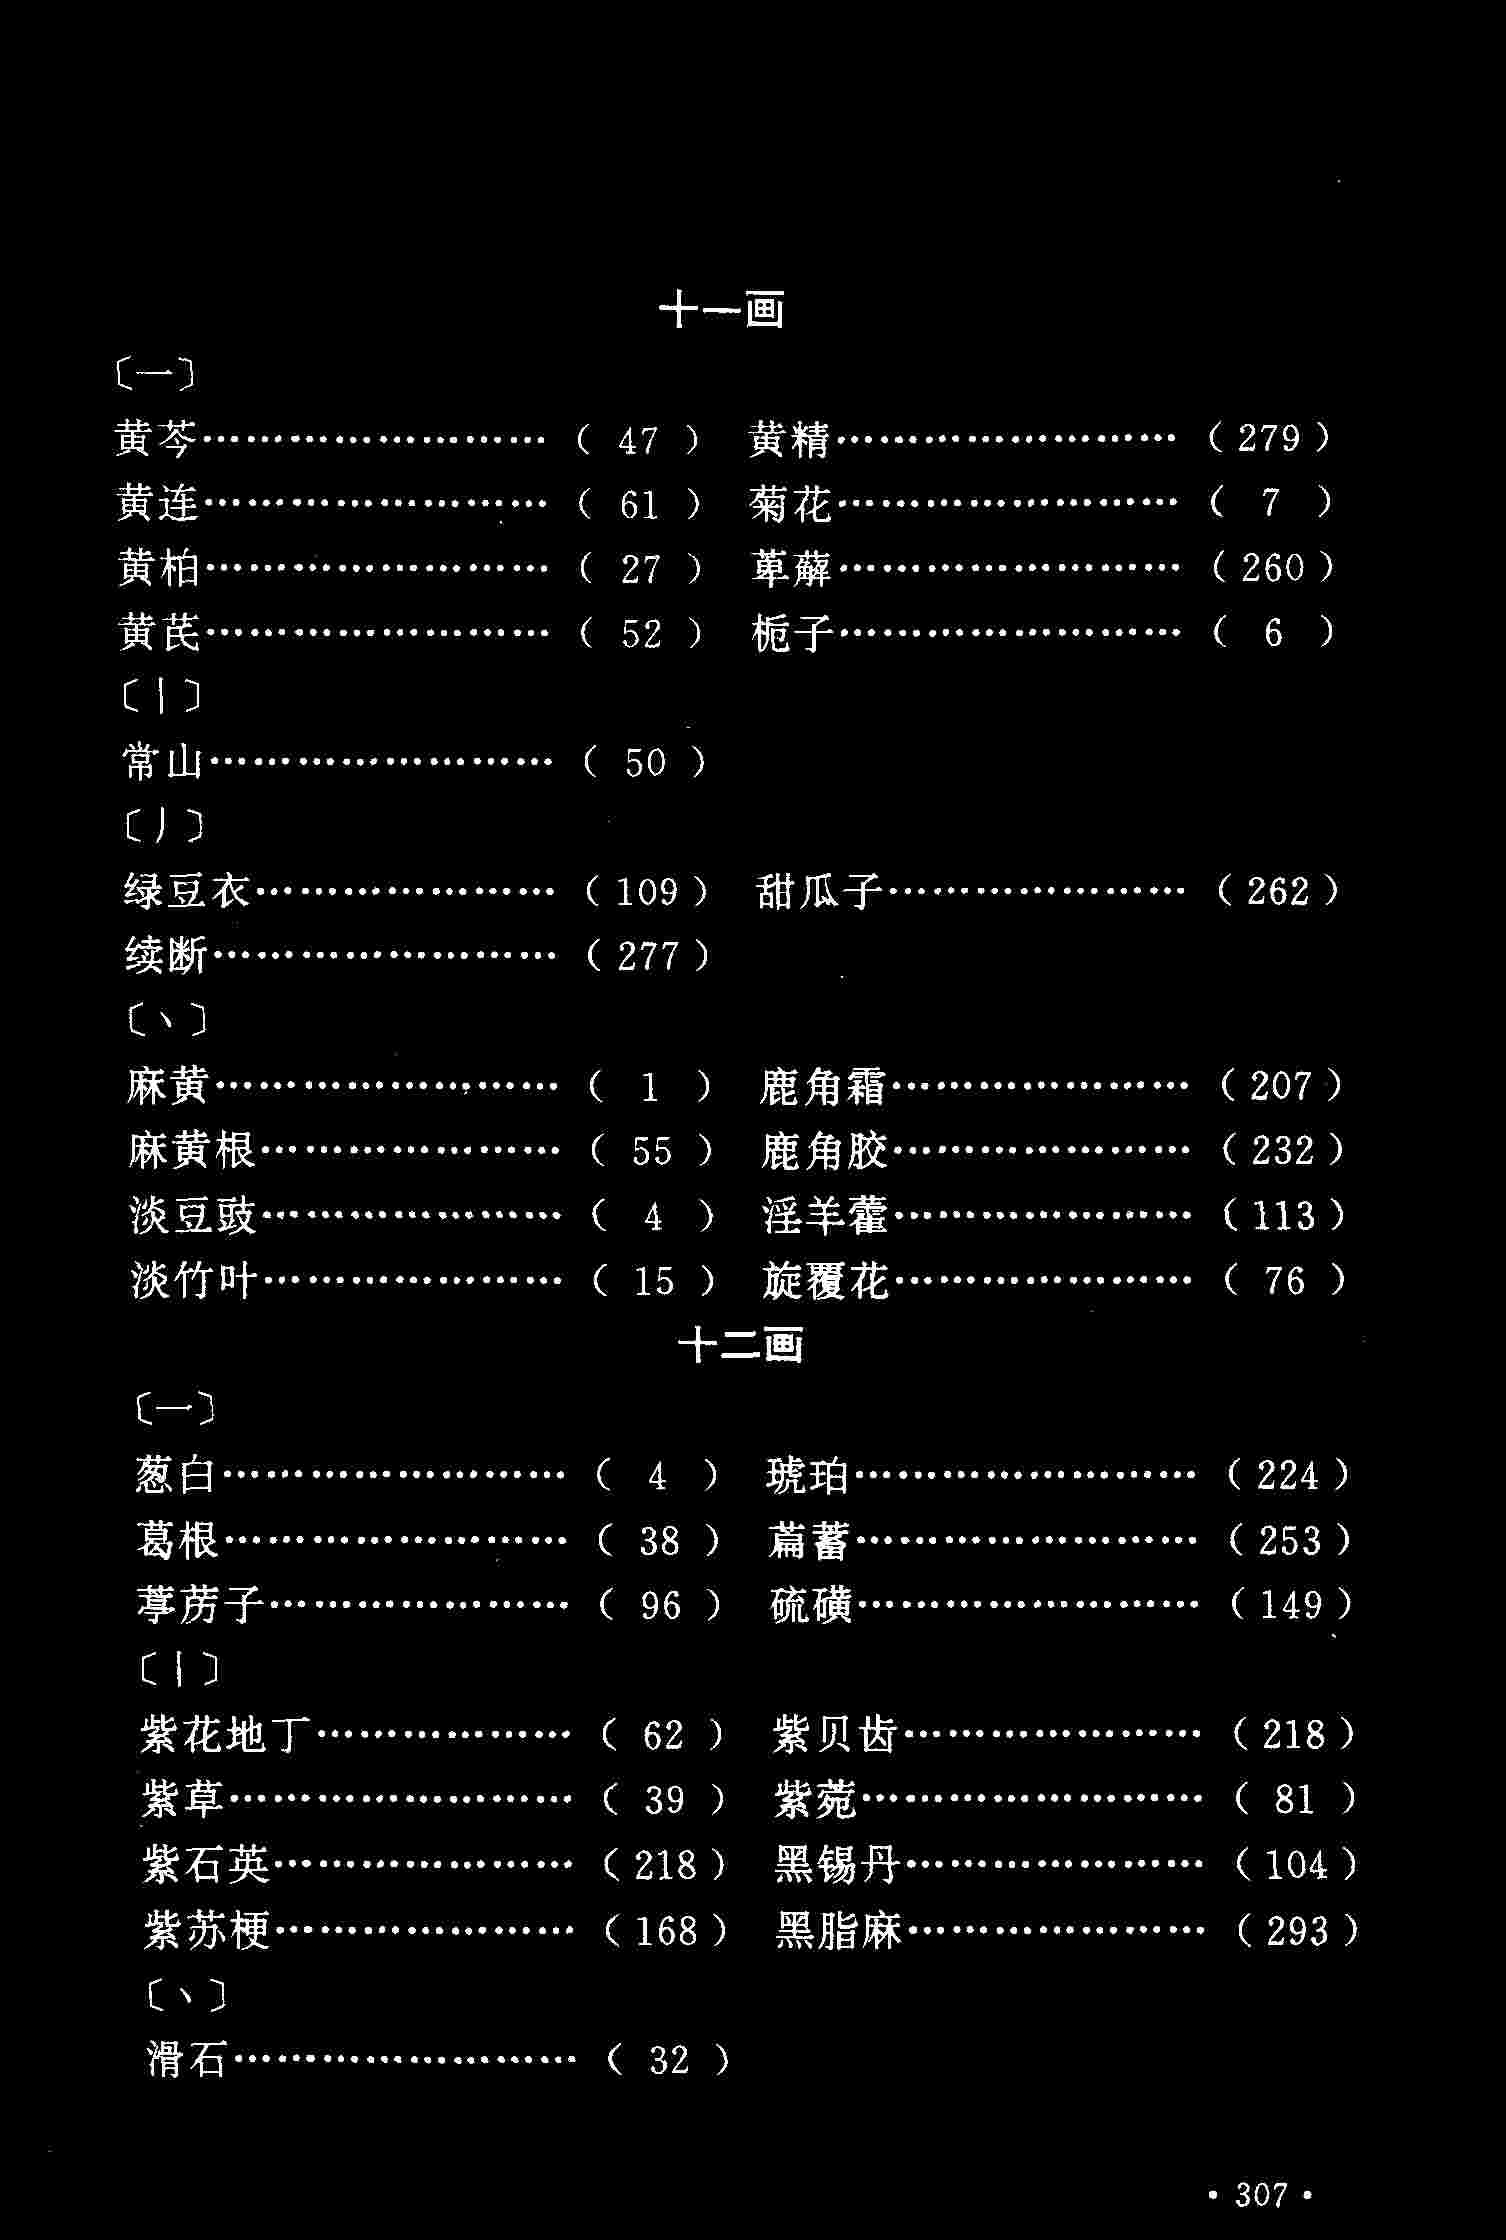 十一画
〔一〕
黄芩……………………( 47 ) 黄精……………………(279)
黄连……………………( 61 ) 菊花……………………( 7 )
黄柏……………………( 27 ) 萆薢……………………(260)
黄芪……………………( 52 ) 栀子……………………( 6 )
〔丨〕
常山……………………( 50 )
〔丿〕
绿豆衣…………………(109) 甜瓜子…………………(262)
续断……………………(277)
〔丶〕
麻黄……………………( 1 ) 鹿角霜…………………(207)
麻黄根…………………( 55 ) 鹿角胶…………………(232)
淡豆豉…………………( 4 ) 淫羊藿…………………(113)
淡竹叶…………………( 15 ) 旋覆花…………………( 76 )
十二画
〔一〕
葱白……………………( 4 ) 琥珀……………………(224)
葛根……………………( 38 ) 萹蓄……………………(253)
葶苈子…………………( 96 ) 硫磺……………………(149)
〔丨〕
紫花地丁………………( 62 ) 紫贝齿…………………(218)
紫草……………………( 39 ) 紫菀……………………( 81 )
紫石英…………………(218) 黑锡丹…………………(104)
紫苏梗…………………(168) 黑脂麻…………………(293)
〔丶〕
滑石……………………( 32 )
· 307 ·